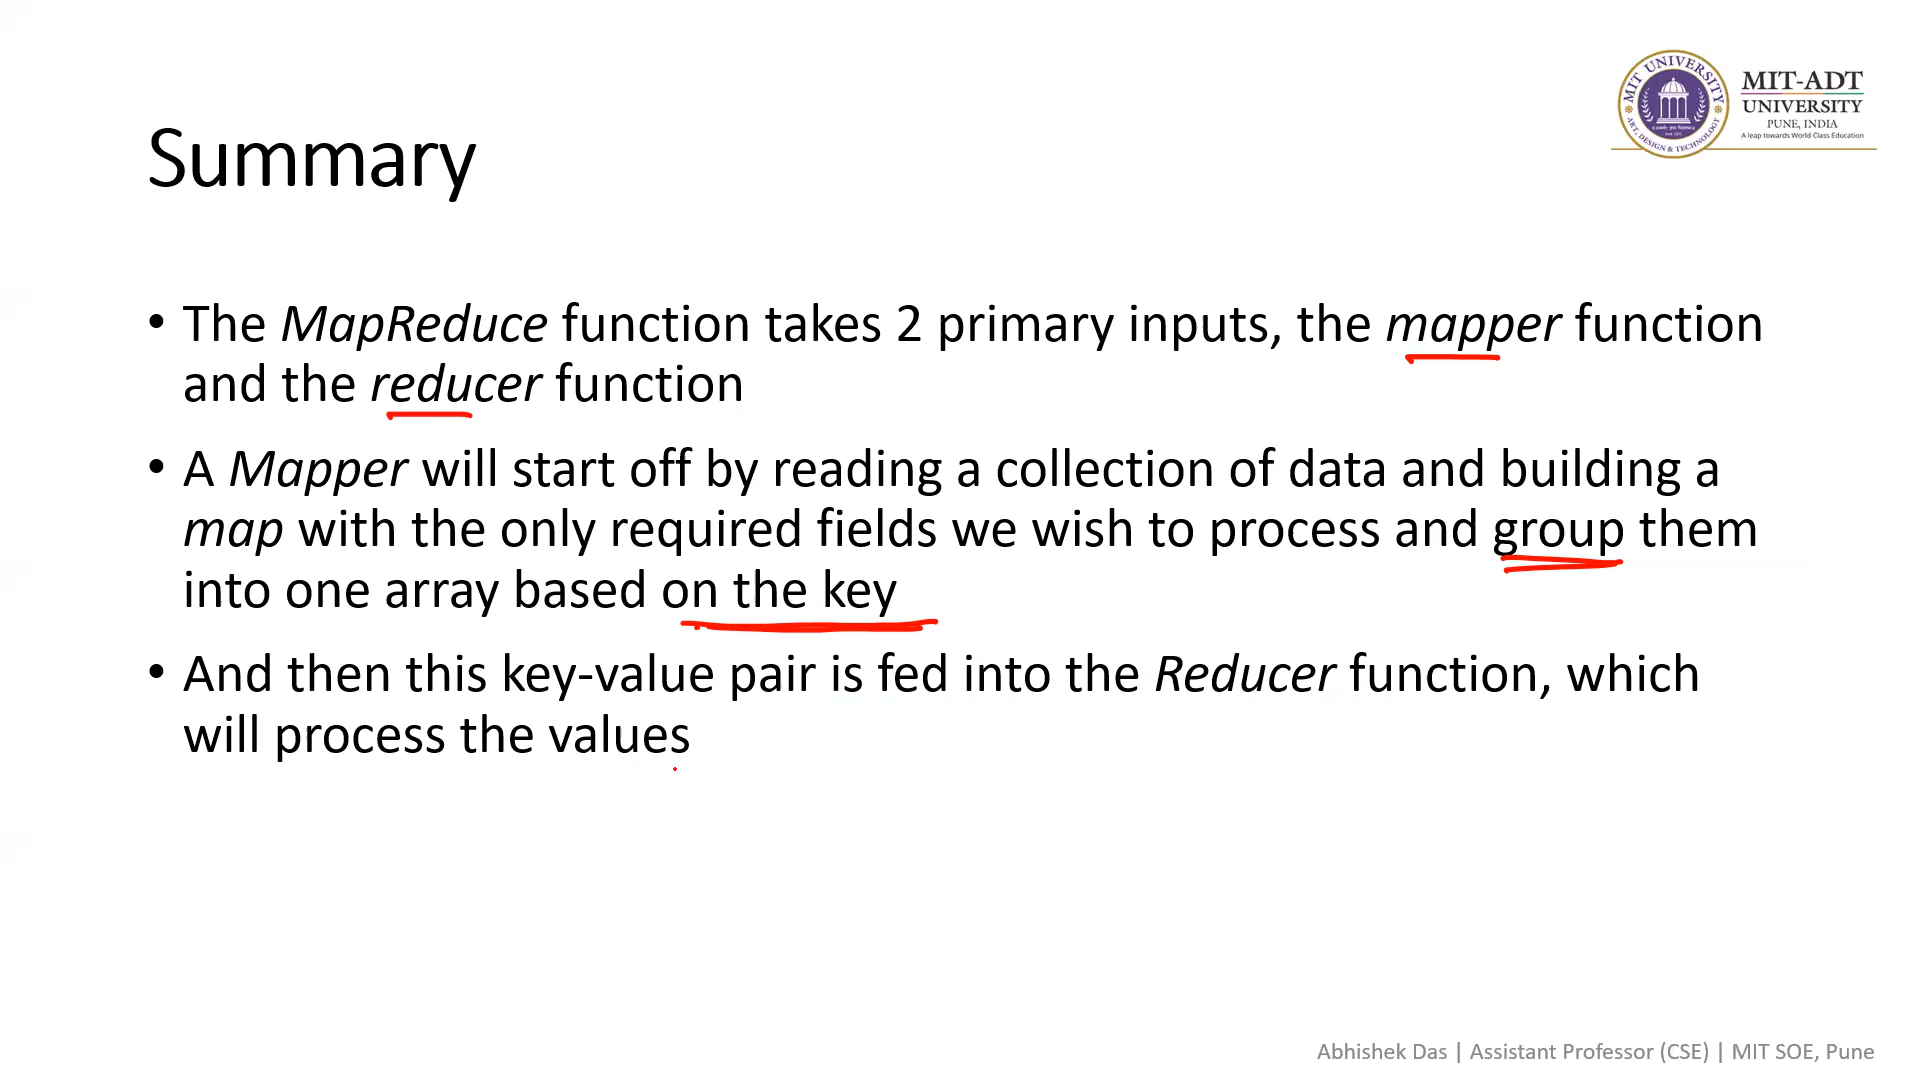 MIT UNIVERSITY
ART, DESIGN & TECHNOLOGY
MIT-ADT
UNIVERSITY
PUNE, INDIA
A leap towards World Class Education
Summary
• The MapReduce function takes 2 primary inputs, the mapper function
and the reducer function
• A Mapper will start off by reading a collection of data and building a
map with the only required fields we wish to process and group them
into one array based on the key
• And then this key-value pair is fed into the Reducer function, which
will process the values
Abhishek Das | Assistant Professor (CSE) | MIT SOE, Pune